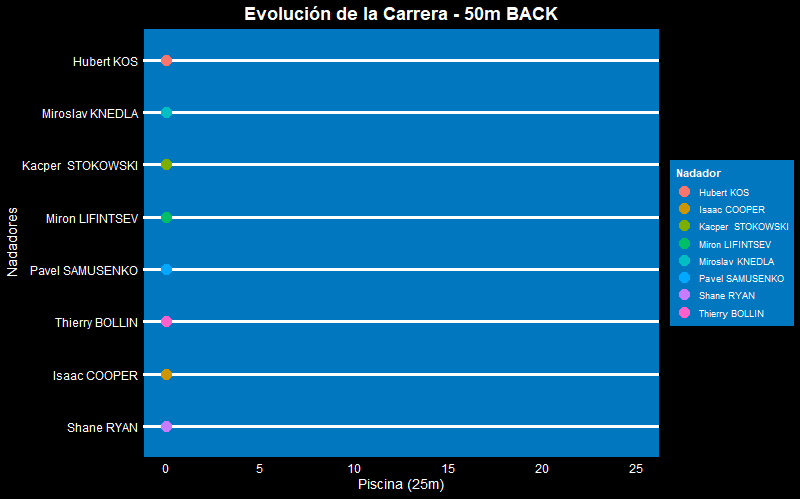 Evolución de la Carrera - 50m BACK
Nadadores
Hubert KOS
Miroslav KNEDLA
Kacper  STOKOWSKI
Miron LIFINTSEV
Pavel SAMUSENKO
Thierry BOLLIN
Isaac COOPER
Shane RYAN
0 5 10 15 20 25
Piscina (25m)
Nadador
Hubert KOS
Isaac COOPER
Kacper  STOKOWSKI
Miron LIFINTSEV
Miroslav KNEDLA
Pavel SAMUSENKO
Shane RYAN
Thierry BOLLIN